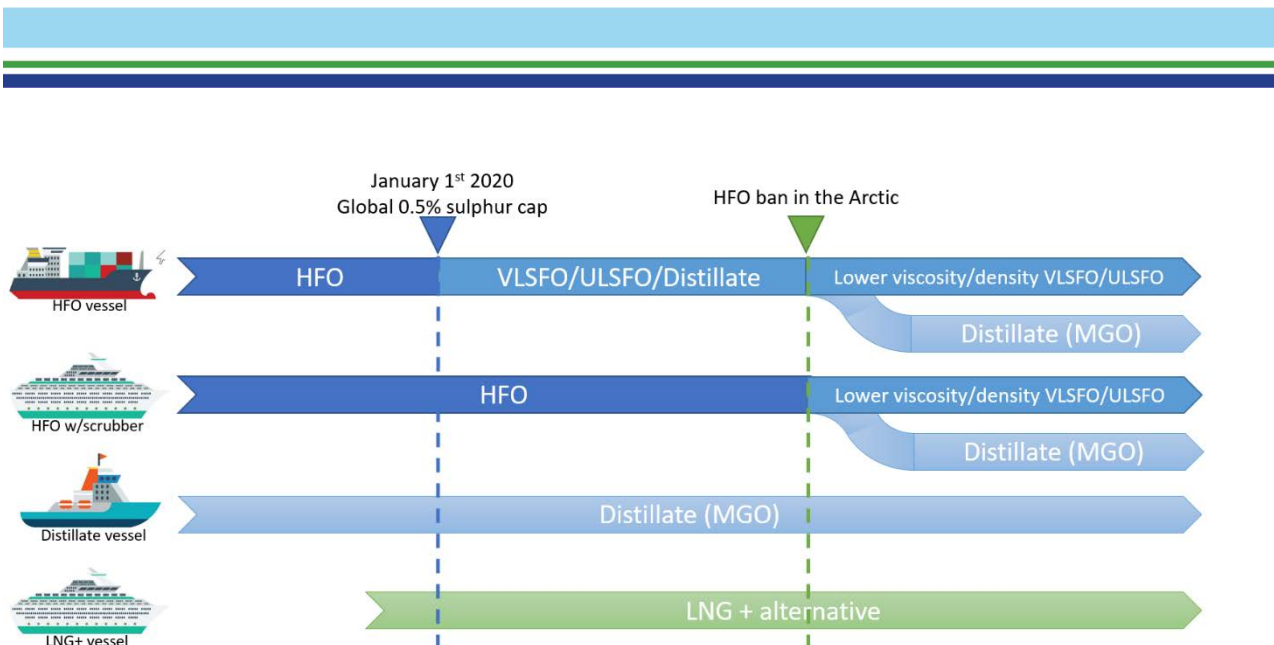 January 1st 2020
Global 0.5% sulphur cap
HFO ban in the Arctic
HFO
VLSFO/ULSFO/Distillate
Lower viscosity/density VLSFO/ULSFO
HFO vessel
Distillate (MGO)
HFO
Lower viscosity/density VLSFO/ULSFO
HFO w/scrubber
Distillate (MGO)
Distillate (MGO)
Distillate vessel
LNG + alternative
LNG+ vessel